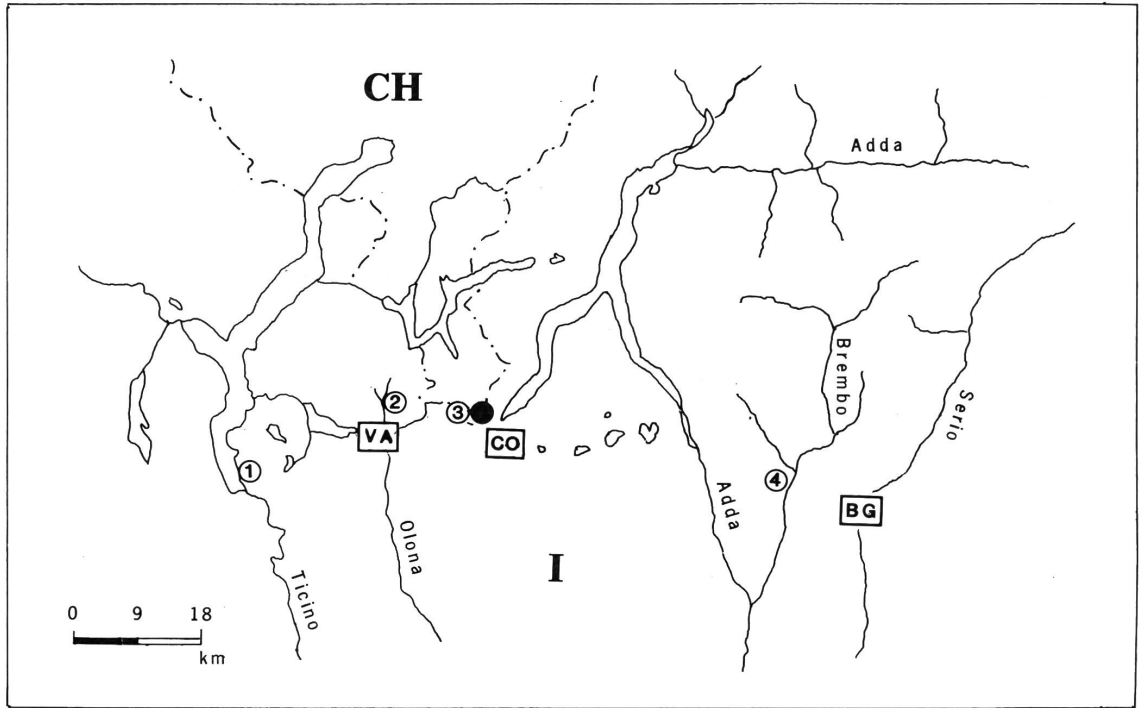 CH
Adda
Brembo
Serio
②
③
VA
CO
①
④
Adda
BG
Olona
I
Ticino
0 9 18
km